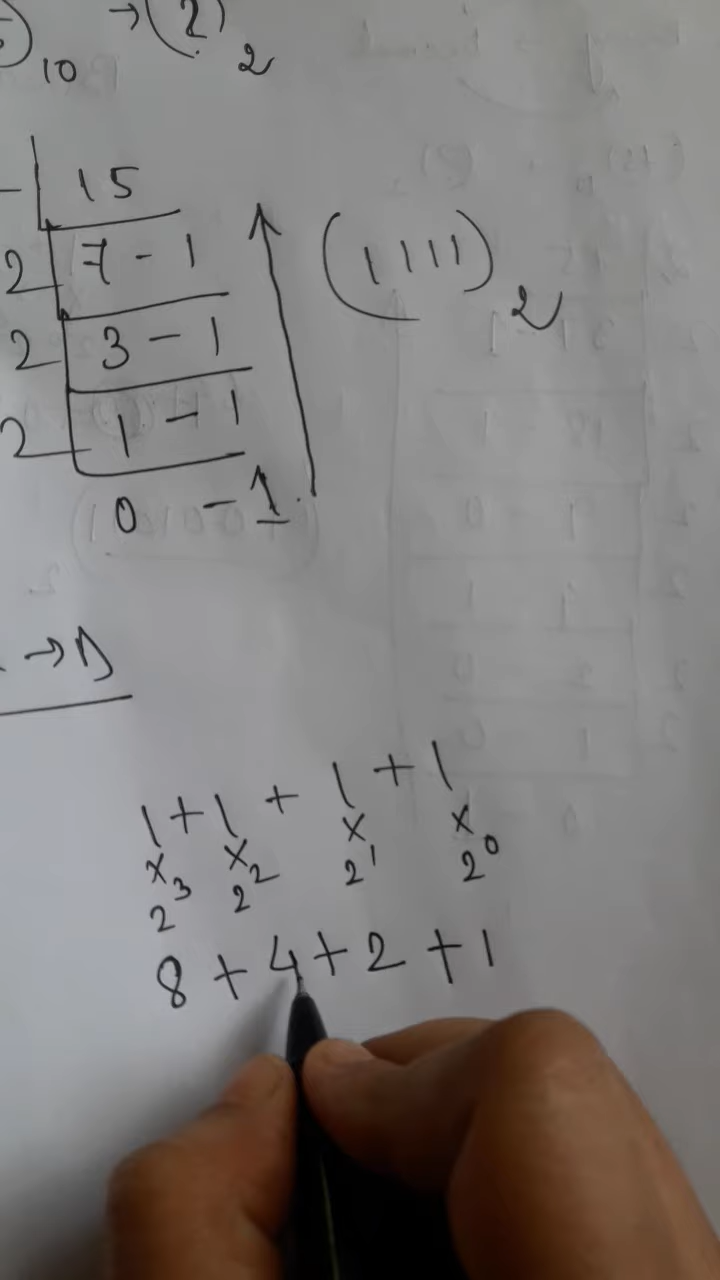 )10 → (?)2
15
2 7 - 1
2 3 - 1
2 1 - 1
0 - 1
(1111)2
→ D
1 + 1 + 1 + 1
× × × ×
2³ 2² 2¹ 2⁰
8 + 4 + 2 + 1